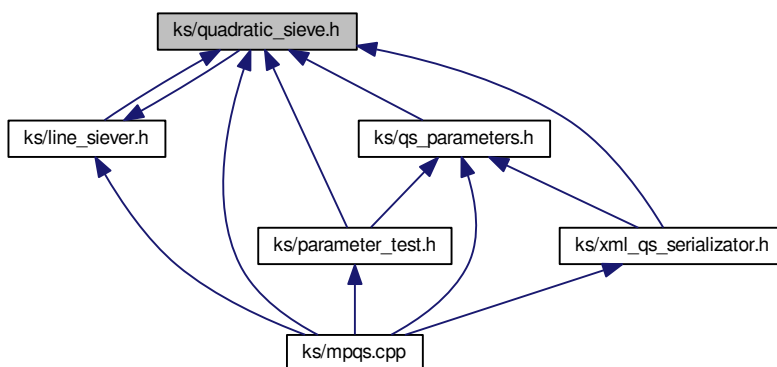 ks/quadratic_sieve.h
ks/line_siever.h
ks/qs_parameters.h
ks/parameter_test.h
ks/xml_qs_serializator.h
ks/mpqs.cpp